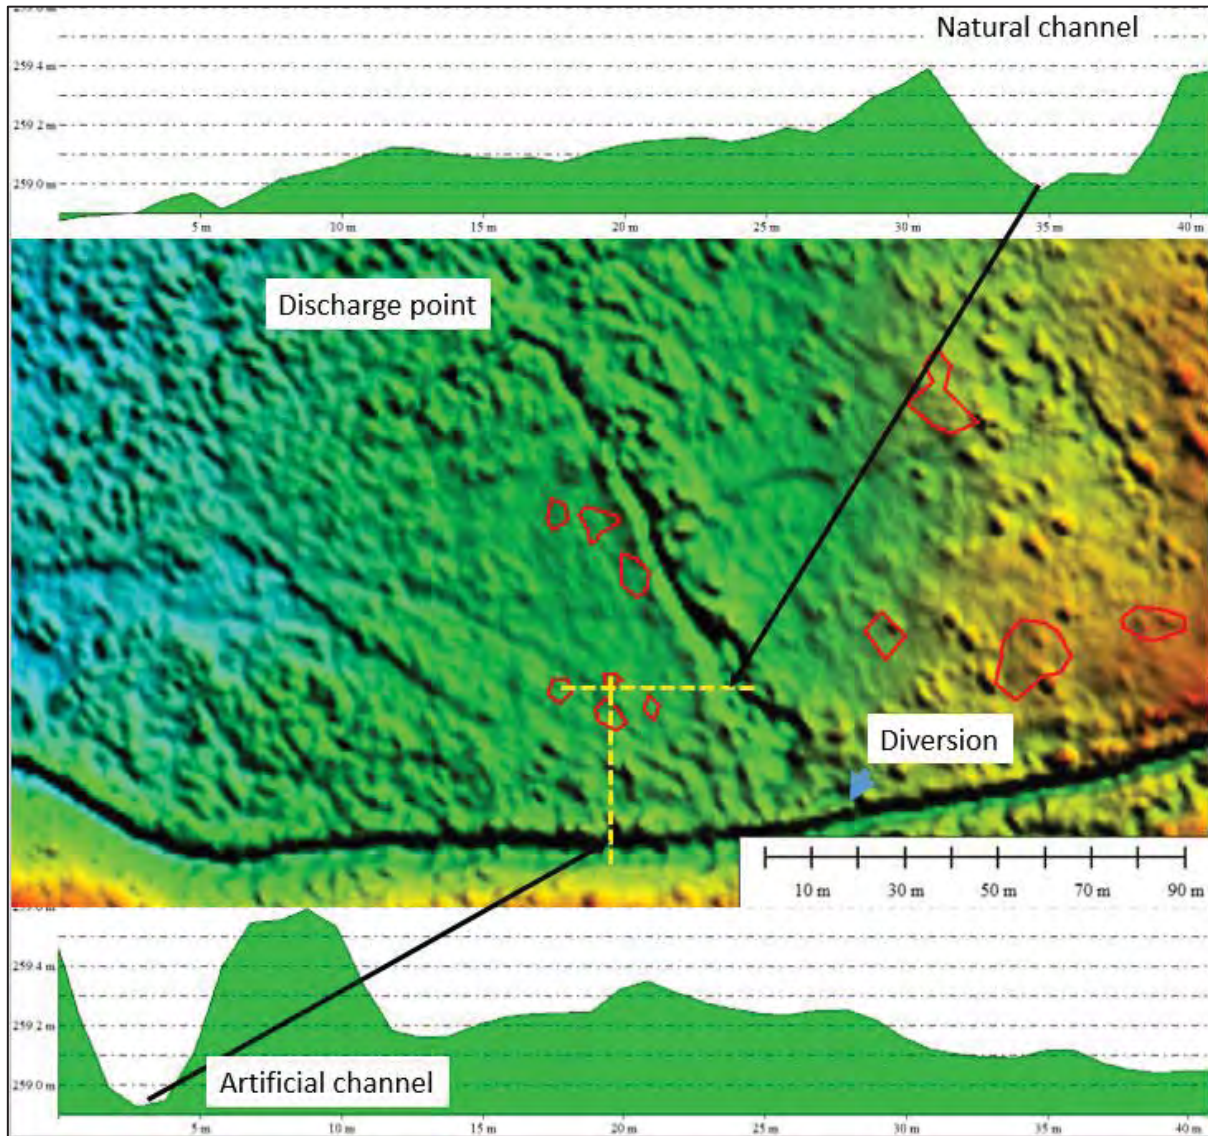 Natural channel
259.4 m
259.2 m
259.0 m
5 m 10 m 15 m 20 m 25 m 30 m 35 m 40 m
Discharge point
Diversion
10 m 30 m 50 m 70 m 90 m
259.4 m
259.2 m
259.0 m
Artificial channel
5 m 10 m 15 m 20 m 25 m 30 m 35 m 40 m